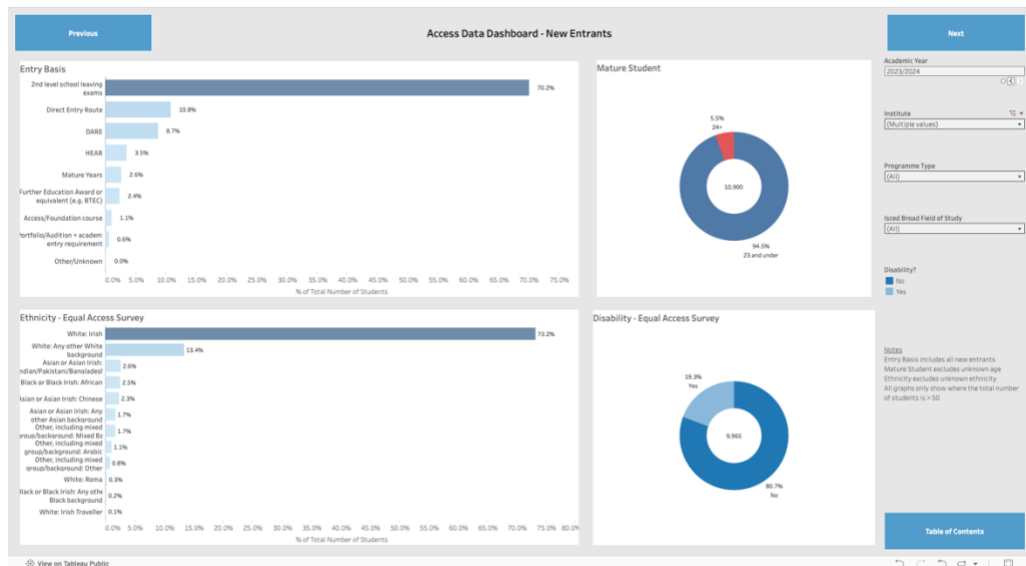 Previous
Access Data Dashboard - New Entrants
Next
Entry Basis
2nd level school leaving
exams
70.2%
Direct Entry Route
10.8%
DARE
8.7%
HEAR
3.5%
Mature Years
2.6%
Further Education Award or
equivalent (e.g. BTEC)
2.4%
Access/Foundation course
1.1%
ortfolio/Audition + academ
entry requirement
0.6%
Other/Unknown
0.0%
0.0% 5.0% 10.0% 15.0% 20.0% 25.0% 30.0% 35.0% 40.0% 45.0% 50.0% 55.0% 60.0% 65.0% 70.0% 75.0%
% of Total Number of Students
Mature Student
5.5%
24+
10,900
94.5%
23 and under
Academic Year
2023/2024
Institute
(Multiple values)
Programme Type
(All)
Isced Broad Field of Study
(All)
Disability?
No
Yes
Notes
Entry Basis includes all new entrants
Mature Student excludes unknown age
Ethnicity excludes unknown ethnicity
All graphs only show where the total number
of students is > 50
Ethnicity - Equal Access Survey
White: Irish
73.2%
White: Any other White
background
13.4%
Asian or Asian Irish:
ndian/Pakistani/Banglades
2.6%
Black or Black Irish: African
2.5%
Asian or Asian Irish: Chinese
2.3%
Asian or Asian Irish: Any
other Asian background
1.7%
Other, including mixed
group/background: Mixed Ba
1.7%
Other, including mixed
group/background: Arabic
1.1%
Other, including mixed
group/background: Other
0.8%
White: Roma
0.3%
Black or Black Irish: Any othe
Black background
0.2%
White: Irish Traveller
0.1%
0.0% 5.0% 10.0% 15.0% 20.0% 25.0% 30.0% 35.0% 40.0% 45.0% 50.0% 55.0% 60.0% 65.0% 70.0% 75.0% 80.0%
% of Total Number of Students
Disability - Equal Access Survey
19.3%
Yes
9,965
80.7%
No
Table of Contents
View on Tableau Public